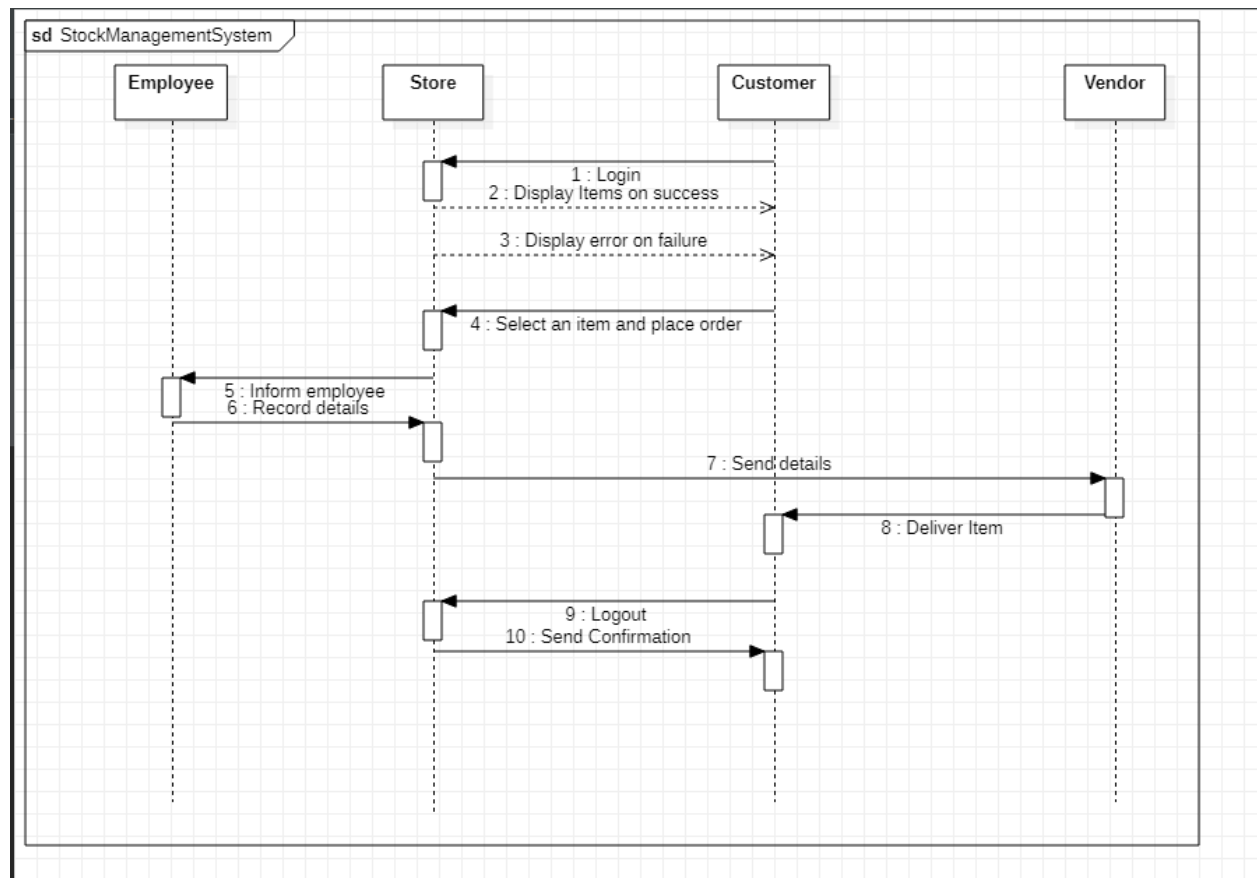 sd StockManagementSystem
Employee
Store
Customer
Vendor
1 : Login
2 : Display Items on success
3 : Display error on failure
4 : Select an item and place order
5 : Inform employee
6 : Record details
7 : Send details
8 : Deliver Item
9 : Logout
10 : Send Confirmation